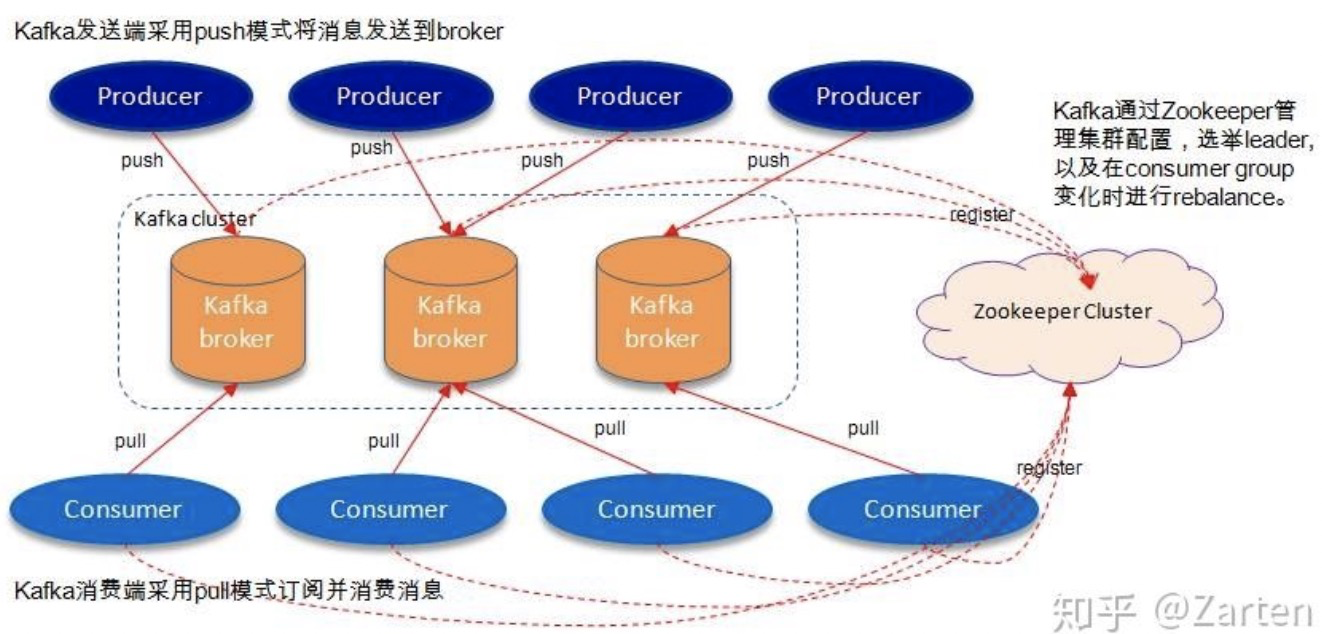 Kafka发送端采用push模式将消息发送到broker
Producer
Producer
Producer
Producer
Kafka通过Zookeeper管
理集群配置，选举leader,
以及在consumer group
变化时进行rebalance。
push
push
push
push
Kafka cluster
register
Kafka
broker
Kafka
broker
Kafka
broker
Zookeeper Cluster
pull
pull
pull
pull
register
Consumer
Consumer
Consumer
Consumer
Kafka消费端采用pull模式订阅并消费消息
知乎 @Zarten